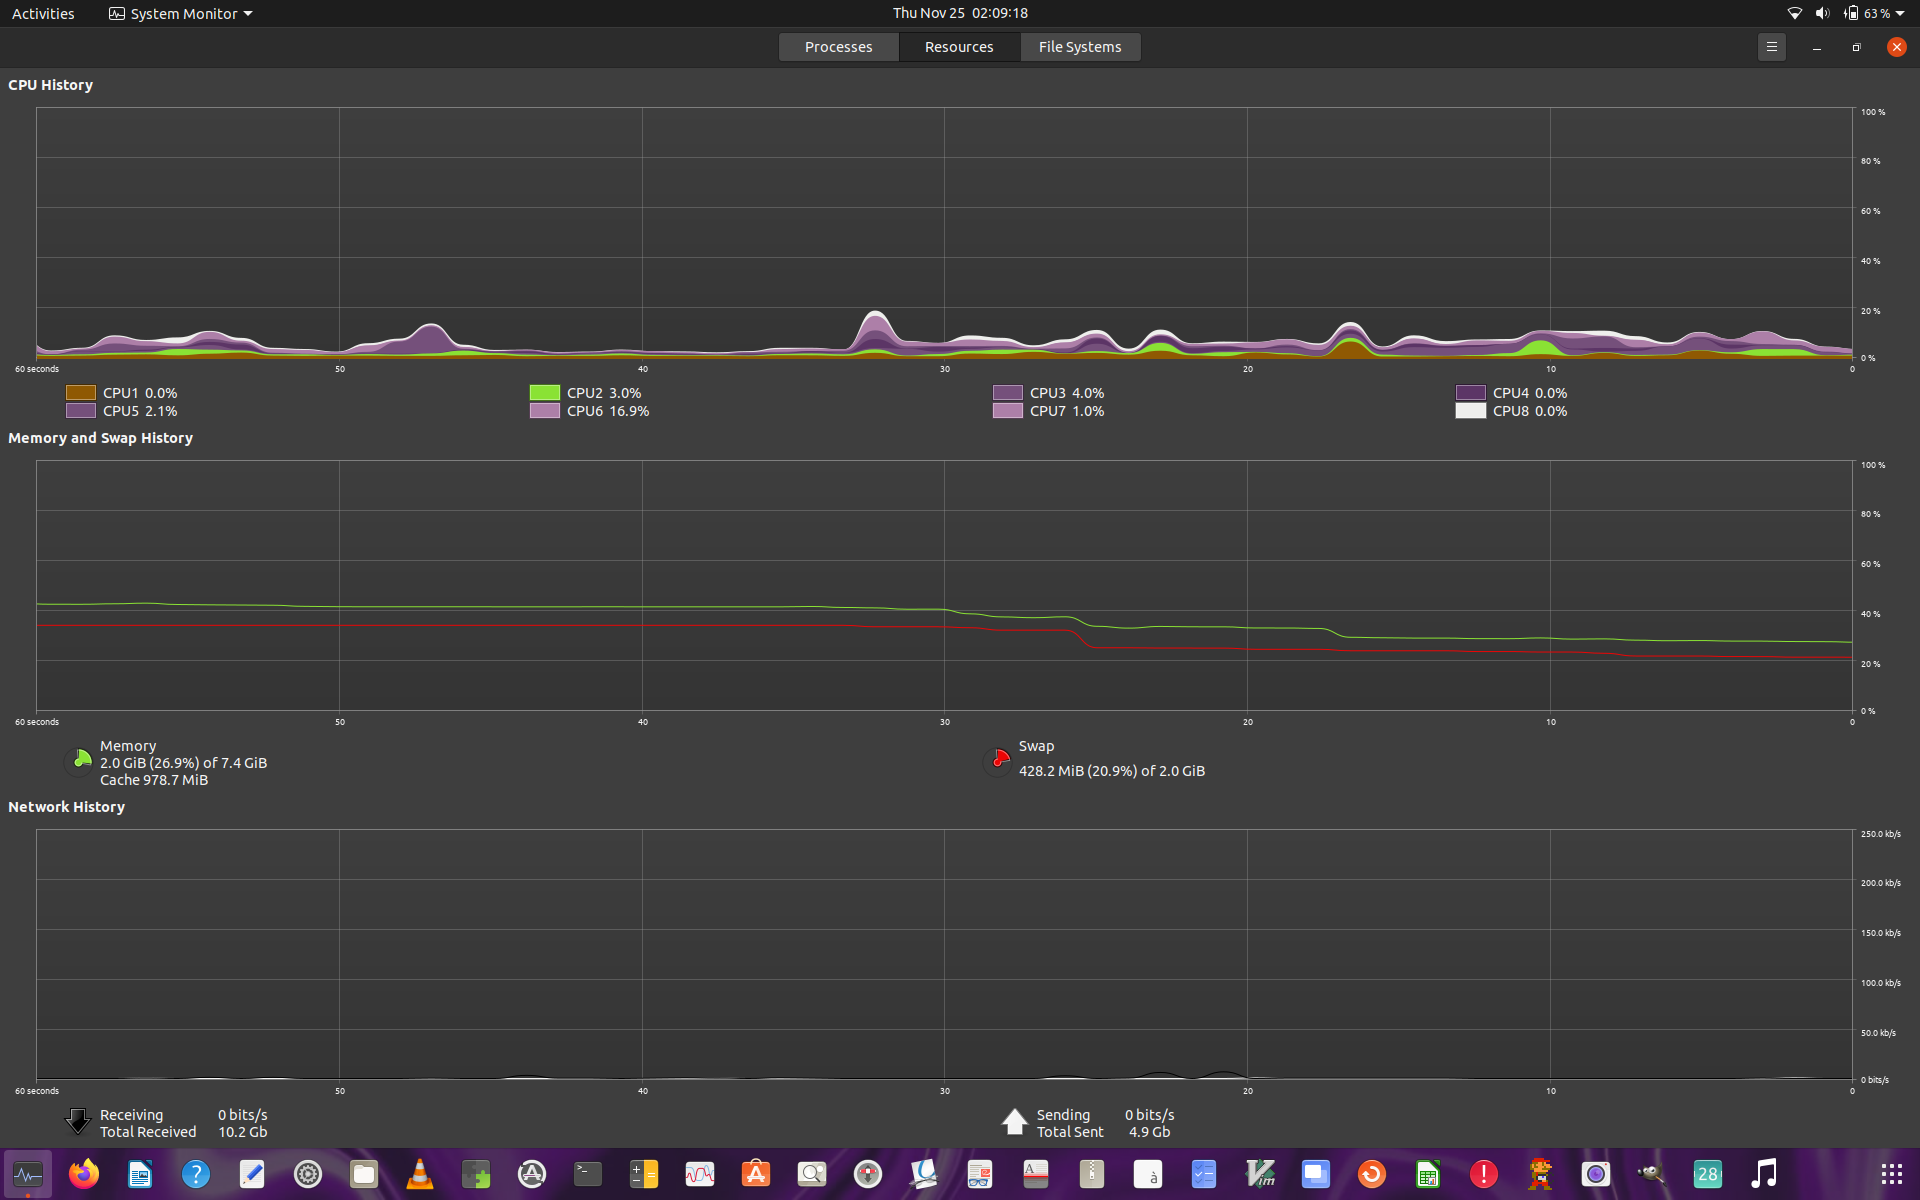 Activities System Monitor Thu Nov 25 02:09:18 63 %
Processes Resources File Systems
CPU History
100 %
80 %
60 %
40 %
20 %
0 %
60 seconds 50 40 30 20 10 0
CPU1 0.0% CPU2 3.0% CPU3 4.0% CPU4 0.0%
CPU5 2.1% CPU6 16.9% CPU7 1.0% CPU8 0.0%
Memory and Swap History
100 %
80 %
60 %
40 %
20 %
0 %
60 seconds 50 40 30 20 10 0
Memory
2.0 GiB (26.9%) of 7.4 GiB
Cache 978.7 MiB
Swap
428.2 MiB (20.9%) of 2.0 GiB
Network History
250.0 kb/s
200.0 kb/s
150.0 kb/s
100.0 kb/s
50.0 kb/s
0 bits/s
60 seconds 50 40 30 20 10 0
Receiving 0 bits/s Sending 0 bits/s
Total Received 10.2 Gb Total Sent 4.9 Gb
? >_ A à Vim ! 28